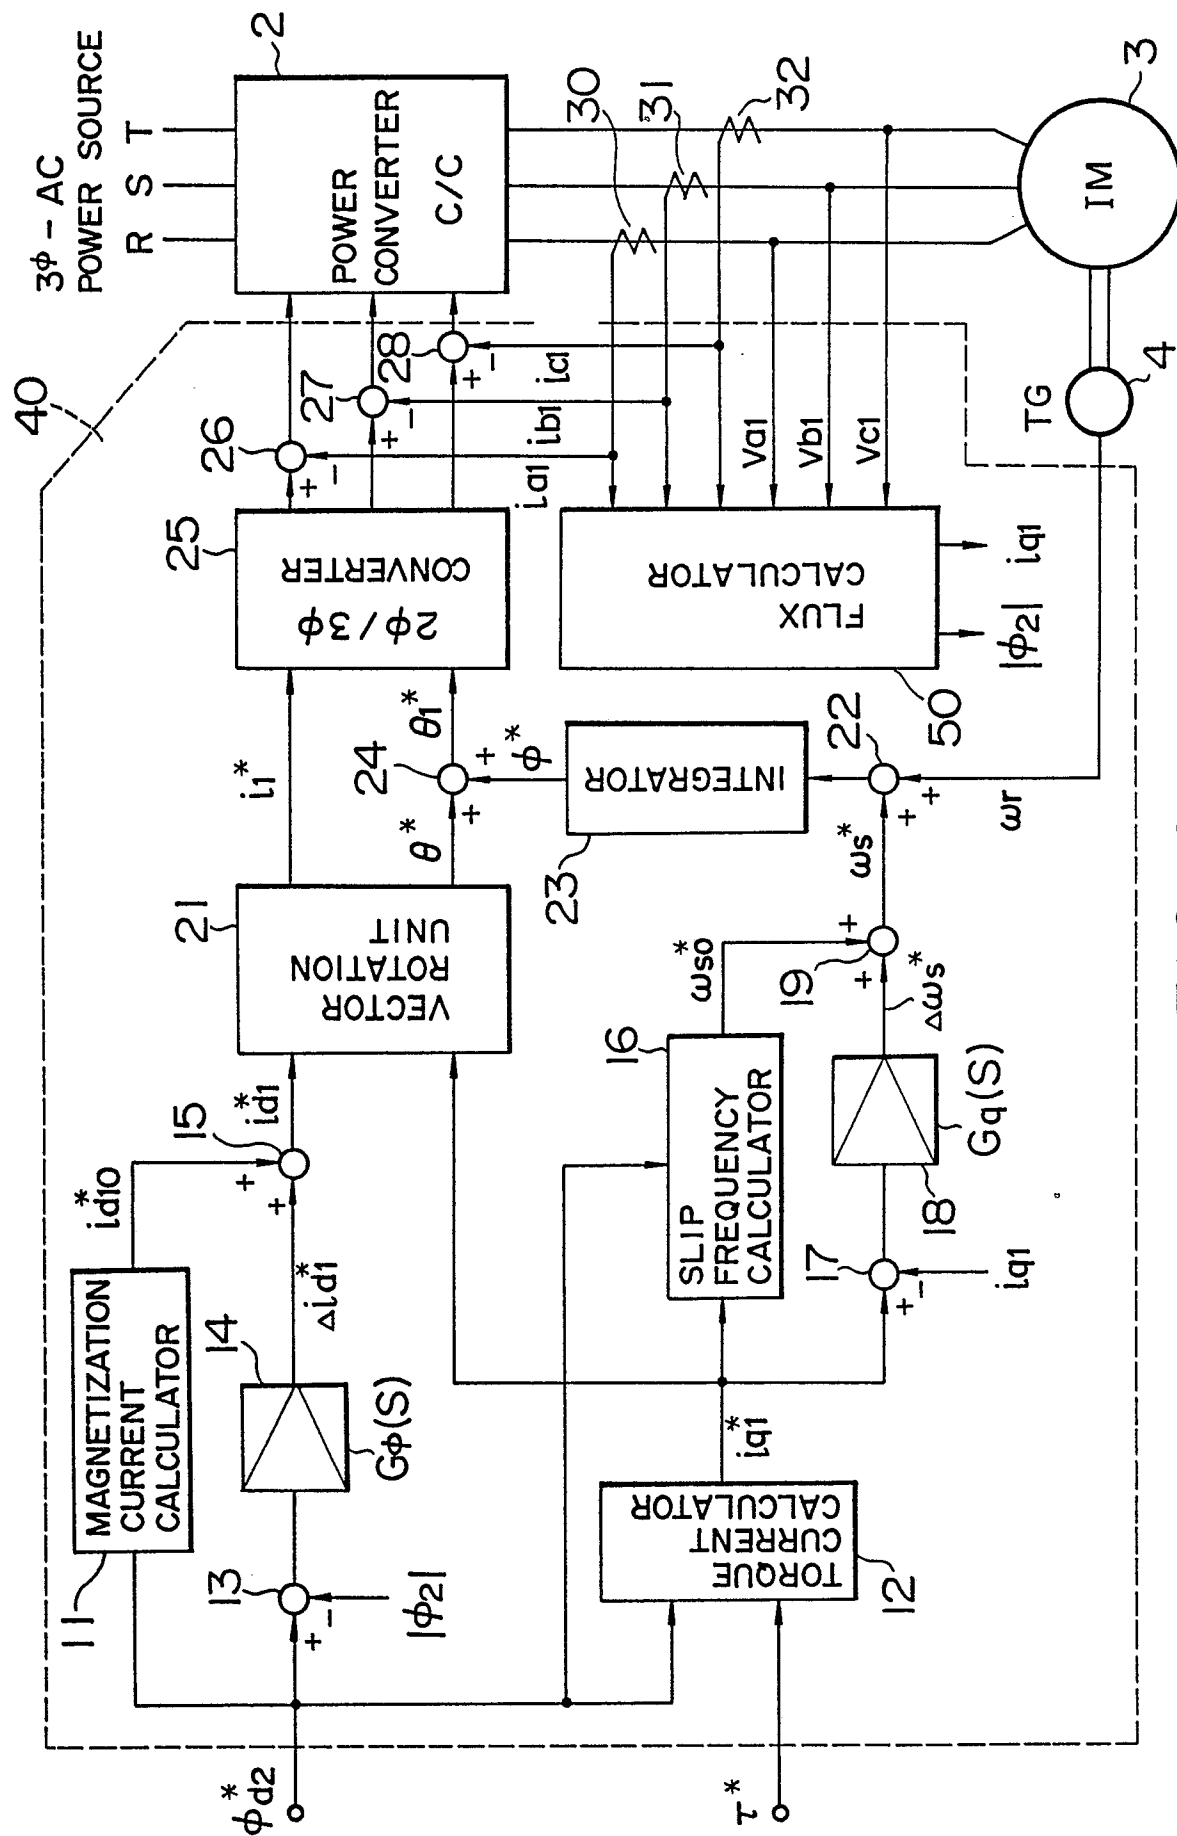 3φ-AC
POWER SOURCE
R S T
2
POWER
CONVERTER
C/C
30
31
32
IM
3
TG
4
40
26
27
28
+
-
+
-
+
-
ia1
ib1
ic1
va1
vb1
vc1
25
2φ/3φ
CONVERTER
FLUX
CALCULATOR
50
|φ2|
iq1
i1*
θ1*
24
θ*
+
+
φ*
INTEGRATOR
23
22
+
+
ωs*
ωr
21
VECTOR
ROTATION
UNIT
id1*
15
+
+
id10*
Δid1*
MAGNETIZATION
CURRENT
CALCULATOR
11
14
Gφ(S)
13
+
-
|φ2|
φd2*
τ*
TORQUE
CURRENT
CALCULATOR
12
iq1*
16
SLIP
FREQUENCY
CALCULATOR
ωs0*
19
+
+
Δωs*
17
+
-
iq1
18
Gq(S)